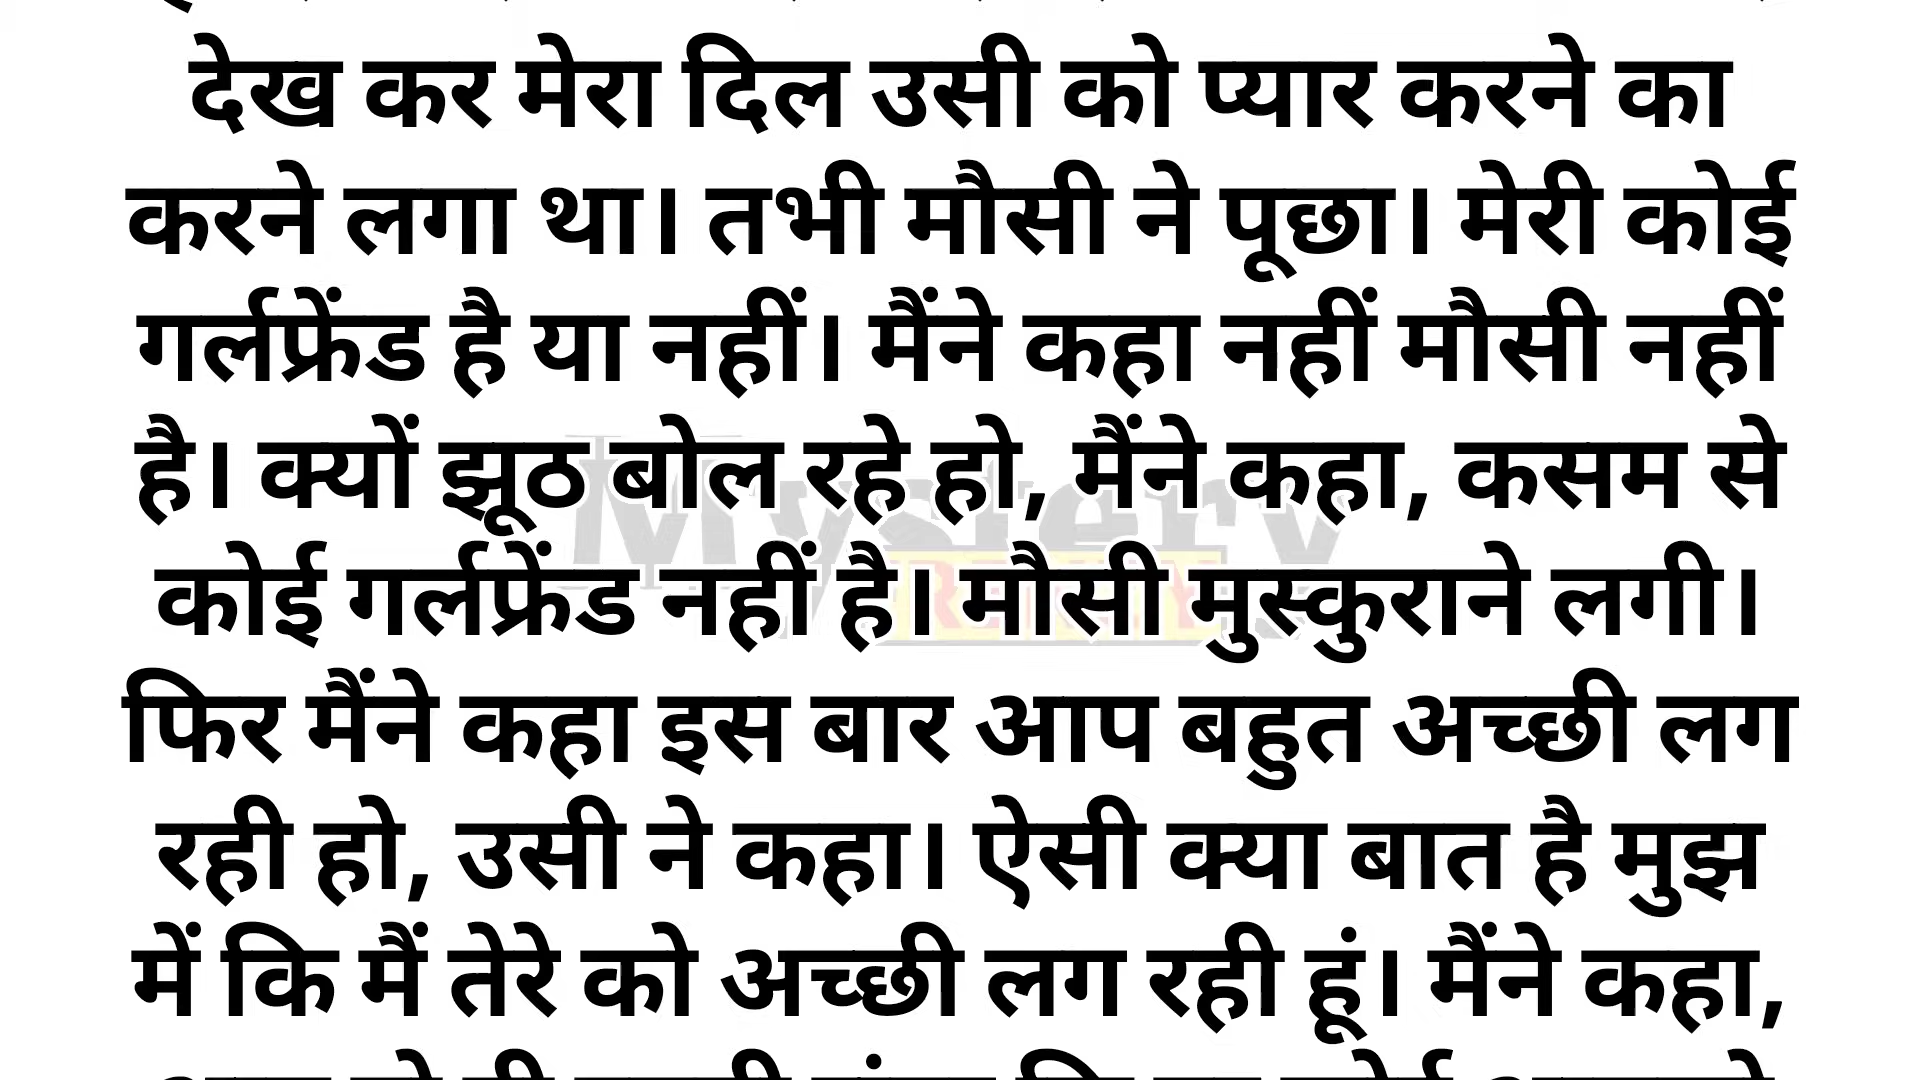 देख कर मेरा दिल उसी को प्यार करने का
करने लगा था। तभी मौसी ने पूछा। मेरी कोई
गर्लफ्रेंड है या नहीं। मैंने कहा नहीं मौसी नहीं
है। क्यों झूठ बोल रहे हो, मैंने कहा, कसम से
Mystery
कोई गर्लफ्रेंड नहीं है। मौसी मुस्कुराने लगी।
फिर मैंने कहा इस बार आप बहुत अच्छी लग
रही हो, उसी ने कहा। ऐसी क्या बात है मुझ
में कि मैं तेरे को अच्छी लग रही हूं। मैंने कहा,